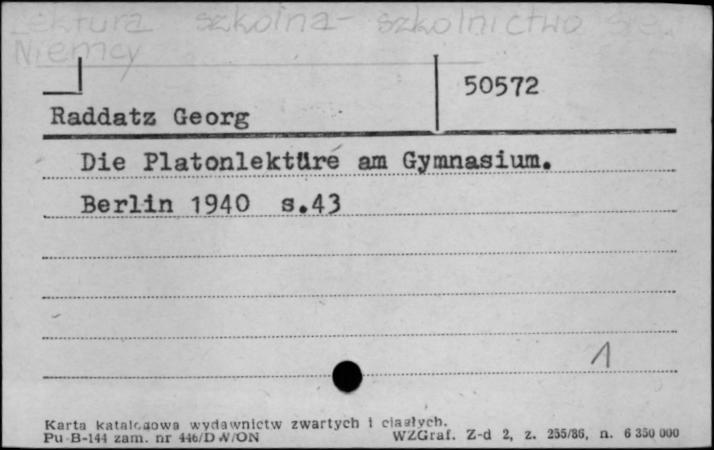 Lektura szkolna - szkolnictwo
Niemcy
50572
Raddatz Georg
Die Platonlektüre am Gymnasium.
Berlin 1940 s.43
1
Karta katalogowa wydawnictw zwartych i ciągłych.
Pu-B-144 zam. nr 446/DW/ON WZGraf. Z-d 2, z. 255/86, n. 6 350 000